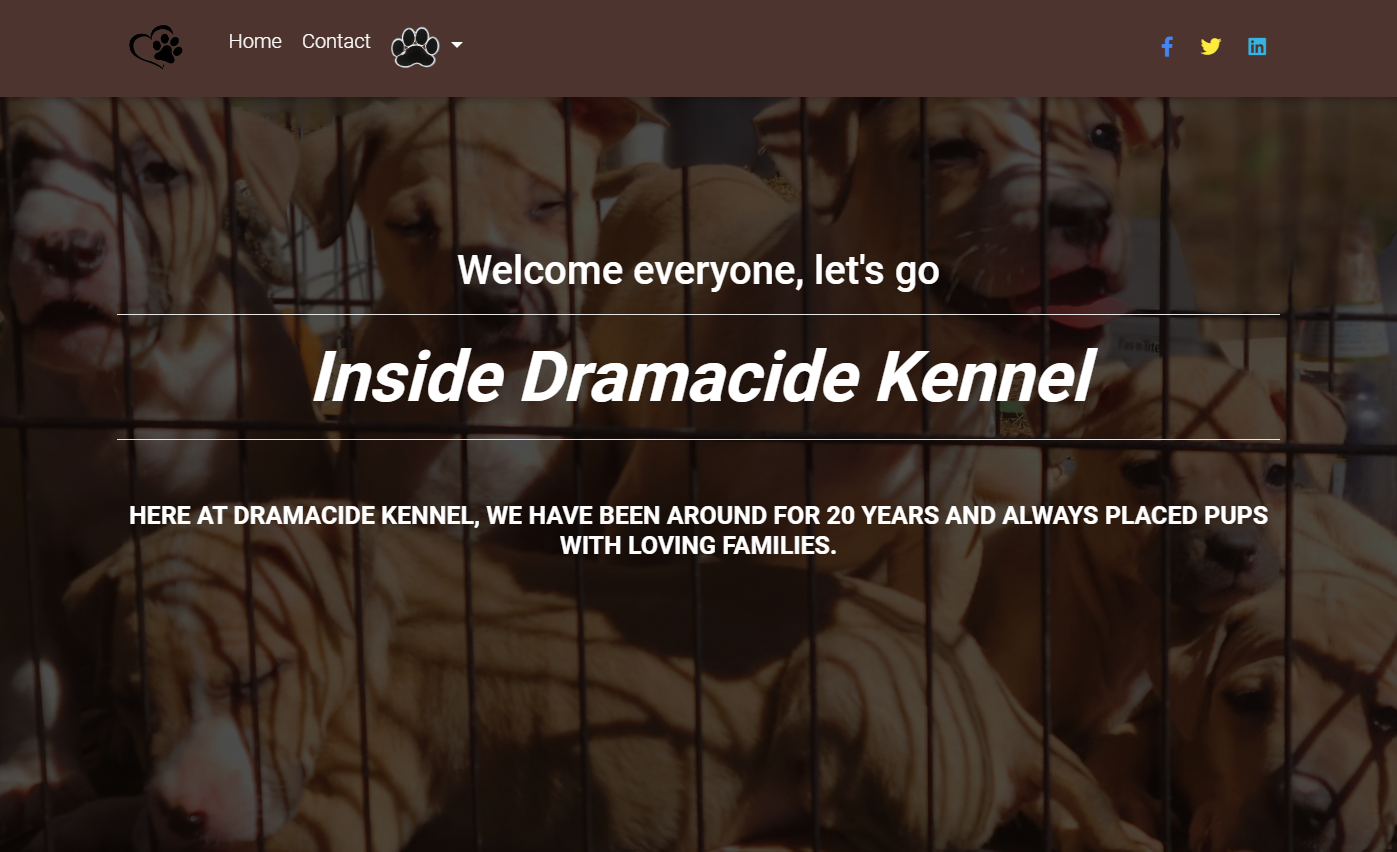 Home Contact
Welcome everyone, let's go
Inside Dramacide Kennel
HERE AT DRAMACIDE KENNEL, WE HAVE BEEN AROUND FOR 20 YEARS AND ALWAYS PLACED PUPS
WITH LOVING FAMILIES.